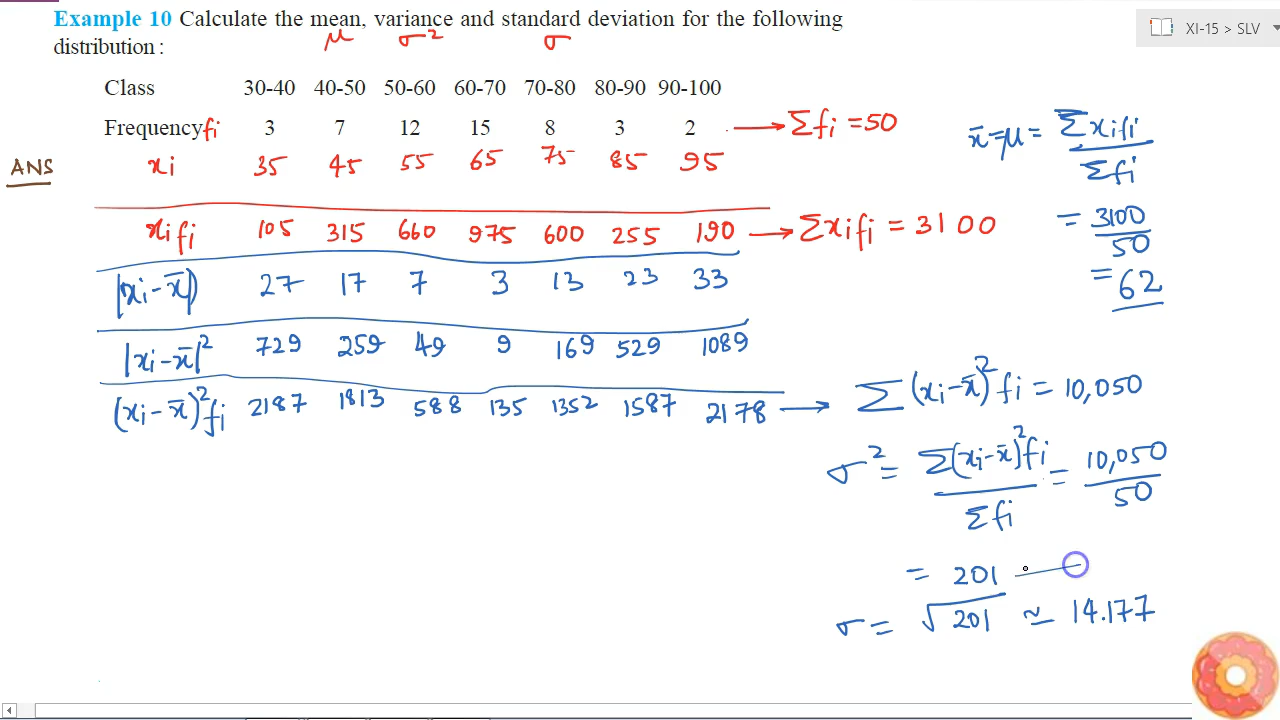 Example 10 Calculate the mean, variance and standard deviation for the following
distribution :
μ σ² σ
XI-15 > SLV
Class 30-40 40-50 50-60 60-70 70-80 80-90 90-100
Frequency fi 3 7 12 15 8 3 2 → Σfi = 50
ANS xi 35 45 55 65 75 85 95
xifi 105 315 660 975 600 255 190 → Σxifi = 3100
|xi-x̄| 27 17 7 3 13 23 33
|xi-x̄|² 729 259 49 9 169 529 1089
(xi-x̄)²fi 2187 1813 588 135 1352 1587 2178 → Σ(xi-x̄)²fi = 10,050
x̄=μ= Σxifi / Σfi
= 3100 / 50
= 62
σ² = Σ(xi-x̄)²fi / Σfi = 10,050 / 50
= 201
σ = √201 ≃ 14.177